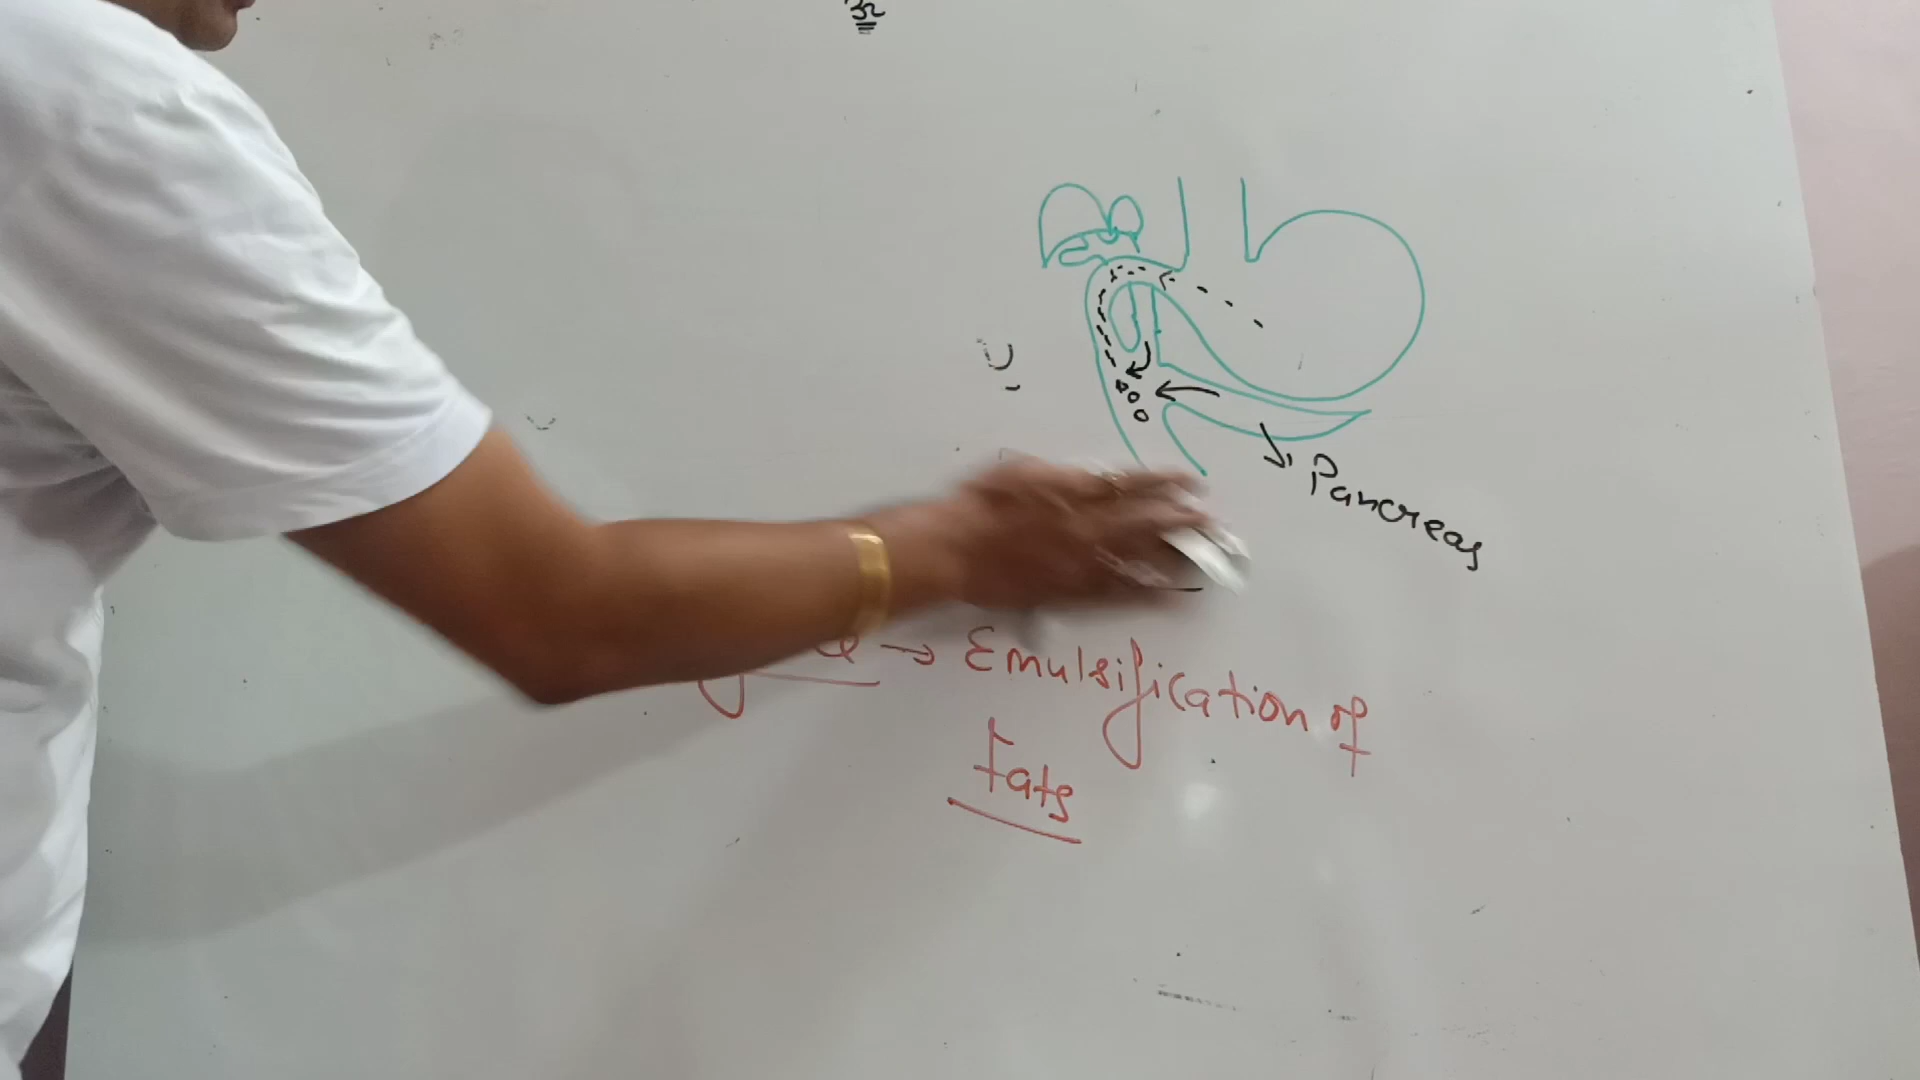 ॐ
Pancreas
→ Emulsification of
Fats